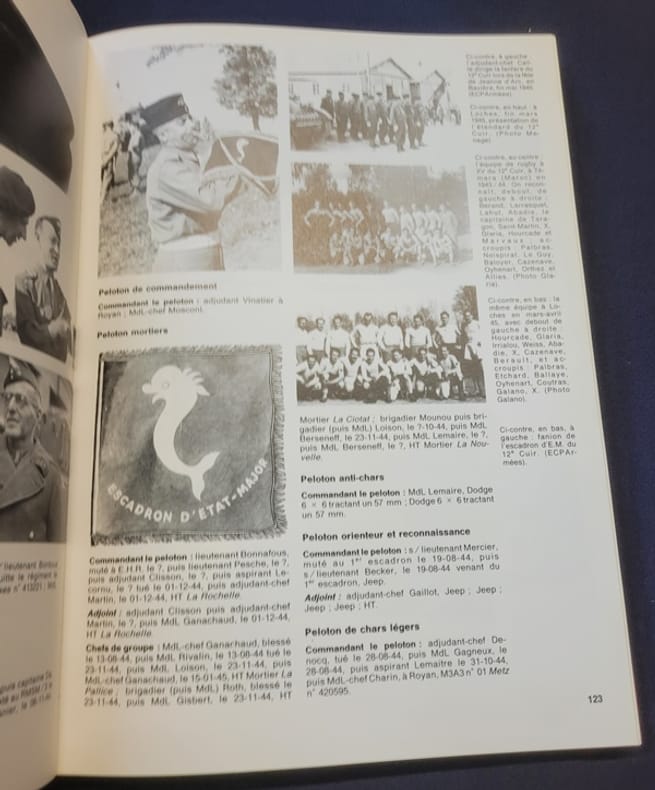 Peloton de commandement
Commandant le peloton : adjudant Vinatier à
Royan ; MdL-chef Mosconi.
Peloton mortiers
ESCADRON D'ETAT-MAJOR
Commandant le peloton : lieutenant Bonnafous,
muté à E.H.R. le ?, puis lieutenant Pesche, le ?,
puis adjudant Clisson, le ?, puis aspirant Le-
cornu, le ? tué le 01-12-44, puis adjudant-chef
Martin, le 01-12-44, HT La Rochelle.
Adjoint : adjudant Clisson puis adjudant-chef
Martin, le ?, puis MdL Ganachaud, le 01-12-44,
HT La Rochelle.
Chefs de groupe : MdL-chef Ganachaud, blessé
le 13-08-44, puis MdL Rivalin, le 13-08-44 tué le
23-11-44, puis MdL Loison, le 23-11-44, puis
MdL-chef Ganachaud, le 15-01-45, HT Mortier La
Pallice ; brigadier (puis MdL) Roth, blessé le
23-11-44, puis MdL Gisbert, le 23-11-44, HT
Mortier La Ciotat ; brigadier Mounou puis bri-
gadier (puis MdL) Loison, le ?-10-44, puis MdL
Berseneff, le 23-11-44, puis MdL Lemaire, le ?,
puis MdL Berseneff, le ?, HT Mortier La Nou-
velle.
Peloton anti-chars
Commandant le peloton : MdL Lemaire, Dodge
6 × 6 tractant un 57 mm ; Dodge 6 × 6 tractant
un 57 mm.
Peloton orienteur et reconnaissance
Commandant le peloton : s/lieutenant Mercier,
muté au 1er escadron le 19-08-44, puis
s/lieutenant Becker, le 19-08-44 venant du
1er escadron, Jeep.
Adjoint : adjudant-chef Gaillot, Jeep ; Jeep ;
Jeep ; Jeep ; HT.
Peloton de chars légers
Commandant le peloton : adjudant-chef De-
nocq, tué le 28-08-44, puis MdL Gagneux, le
28-08-44, puis aspirant Lemaitre le 31-10-44,
puis MdL-chef Charin, à Royan, M3A3 n° 01 Metz
n° 420595.
Ci-contre, à gauche :
l'adjudant-chef
dirige la fanfare du
12e Cuir lors de la fête
de Jeanne d'Arc, en
Bavière, fin mai 1945.
(ECPArmées).
Ci-contre, en haut : à
Loches, fin mars
1945, présentation de
l'étendard du 12e
Cuir. (Photo Me-
nage)
Ci-contre, au centre :
l'équipe de rugby à
XV du 12e Cuir, à Té-
mara (Maroc) en
1943/44. On recon-
naît, debout, de
gauche à droite :
Berand, Larrasquet,
Lahut, Abadie, le
capitaine de Tara-
gon, Saint-Martin, X,
Glaria, Hourcade et
Marvaux ; ac-
croupis : Palbras,
Noispirat, Le Guy,
Baloyer, Cazenave,
Oyhenart, Orthez et
Allies. (Photo Gla-
ria).
Ci-contre, en bas : la
même équipe à Lo-
ches en mars-avril
45, avec debout de
gauche à droite :
Hourcade, Glaria,
Irrialou, Weiss, Aba-
die, X, Cazenave,
Berault, et ac-
croupis : Palbras,
Etchard, Ballaye,
Oyhenart, Coutras,
Galano, X. (Photo
Galano).
Ci-contre, en bas, à
gauche : fanion de
l'escadron d'E.M. du
12e Cuir. (ECPAr-
mées).
123